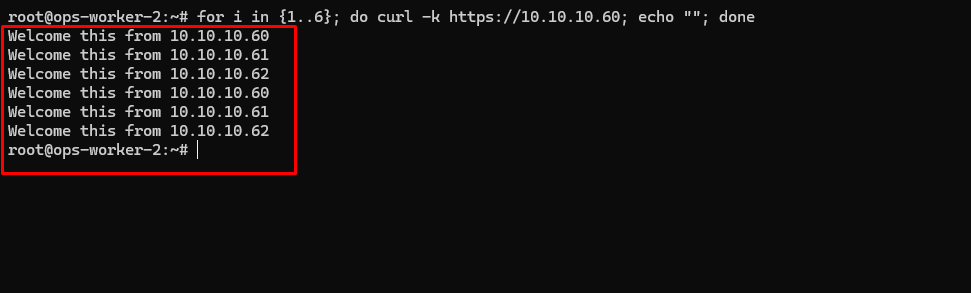 root@ops-worker-2:~# for i in {1..6}; do curl -k https://10.10.10.60; echo ""; done
Welcome this from 10.10.10.60
Welcome this from 10.10.10.61
Welcome this from 10.10.10.62
Welcome this from 10.10.10.60
Welcome this from 10.10.10.61
Welcome this from 10.10.10.62
root@ops-worker-2:~#